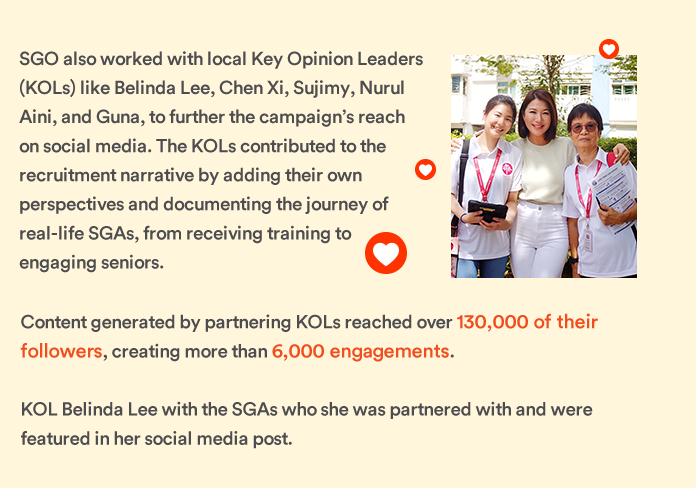 SGO also worked with local Key Opinion Leaders
(KOLs) like Belinda Lee, Chen Xi, Sujimy, Nurul
Aini, and Guna, to further the campaign’s reach
on social media. The KOLs contributed to the
recruitment narrative by adding their own
perspectives and documenting the journey of
real-life SGAs, from receiving training to
engaging seniors.
Content generated by partnering KOLs reached over 130,000 of their
followers, creating more than 6,000 engagements.
KOL Belinda Lee with the SGAs who she was partnered with and were
featured in her social media post.